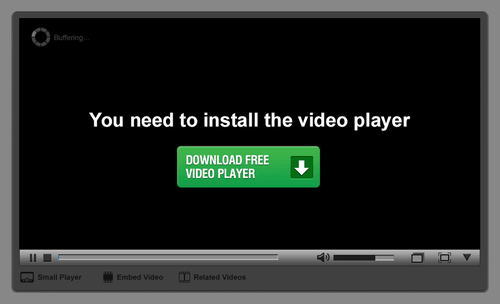 Buffering...
You need to install the video player
DOWNLOAD FREE
VIDEO PLAYER
Small Player Embed Video Related Videos